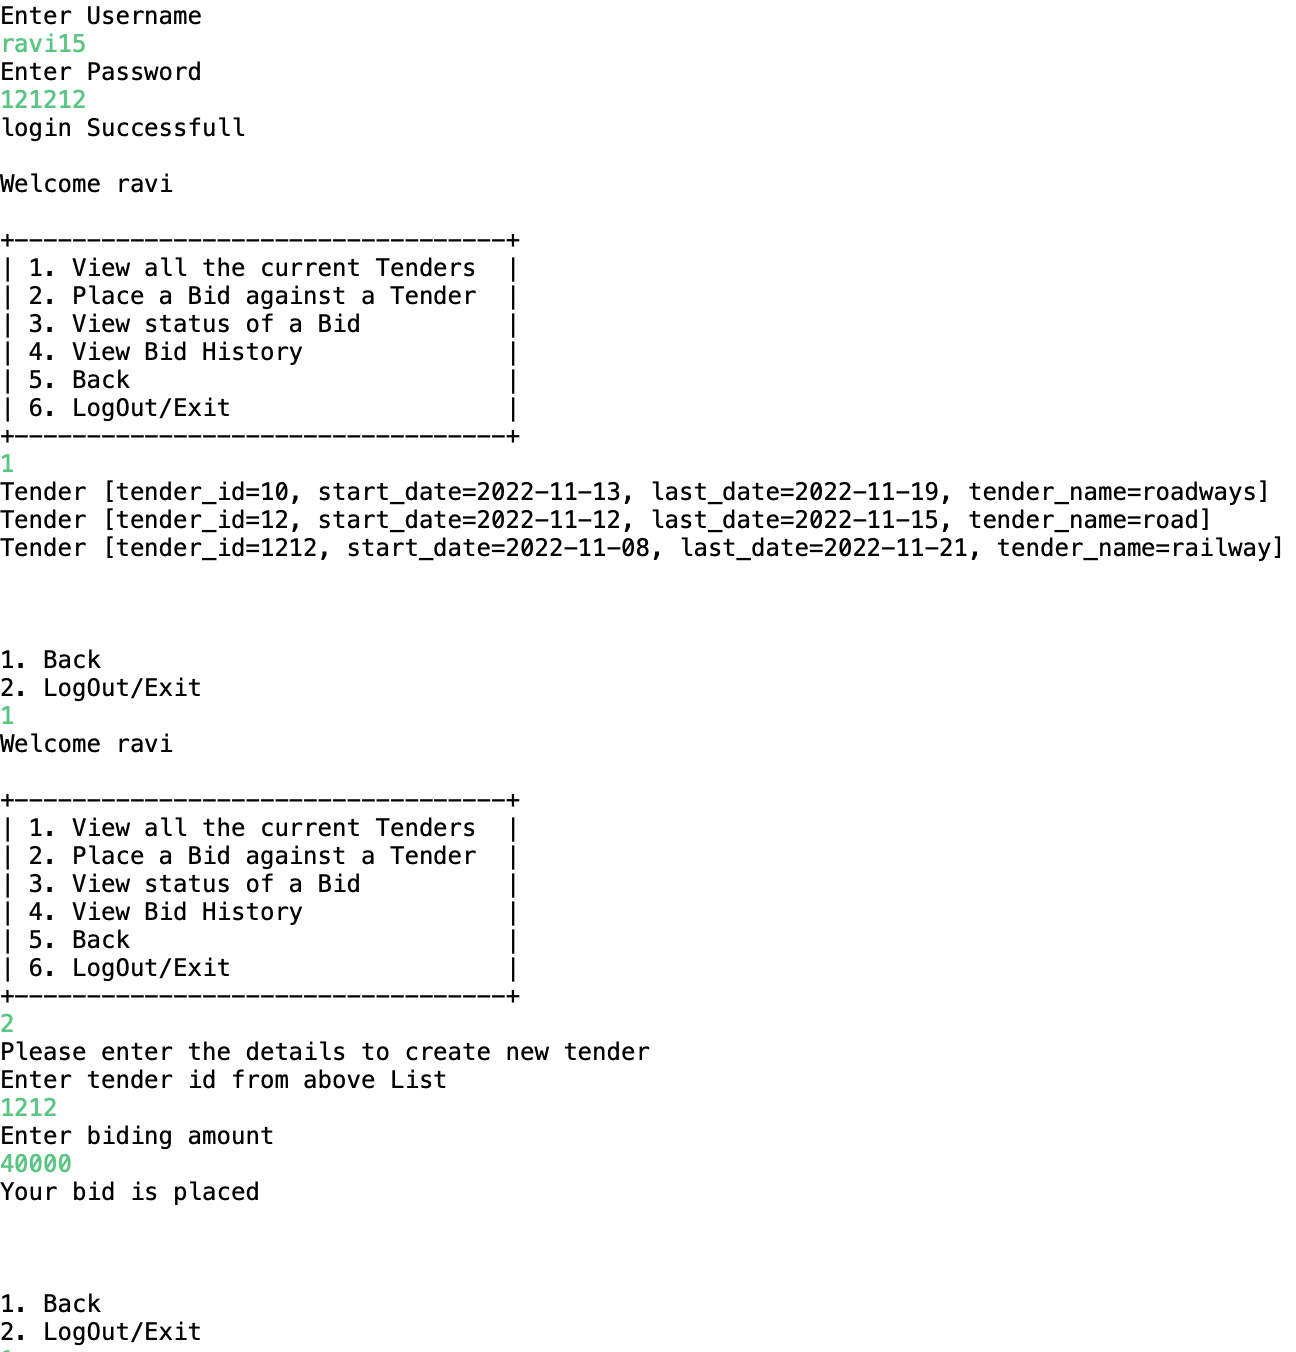 Enter Username
ravi15
Enter Password
121212
login Successfull
Welcome ravi
+----------------------------------+
| 1. View all the current Tenders  |
| 2. Place a Bid against a Tender  |
| 3. View status of a Bid          |
| 4. View Bid History              |
| 5. Back                          |
| 6. LogOut/Exit                   |
+----------------------------------+
1
Tender [tender_id=10, start_date=2022-11-13, last_date=2022-11-19, tender_name=roadways]
Tender [tender_id=12, start_date=2022-11-12, last_date=2022-11-15, tender_name=road]
Tender [tender_id=1212, start_date=2022-11-08, last_date=2022-11-21, tender_name=railway]
1. Back
2. LogOut/Exit
1
Welcome ravi
+----------------------------------+
| 1. View all the current Tenders  |
| 2. Place a Bid against a Tender  |
| 3. View status of a Bid          |
| 4. View Bid History              |
| 5. Back                          |
| 6. LogOut/Exit                   |
+----------------------------------+
2
Please enter the details to create new tender
Enter tender id from above List
1212
Enter biding amount
40000
Your bid is placed
1. Back
2. LogOut/Exit